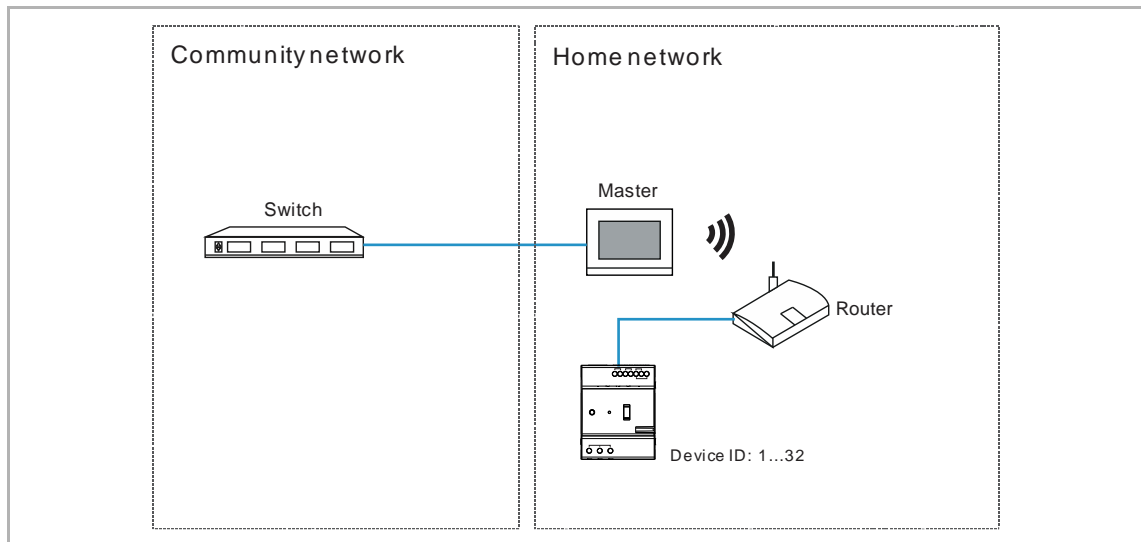 Community network
Home network
Master
Switch
Router
Device ID: 1...32